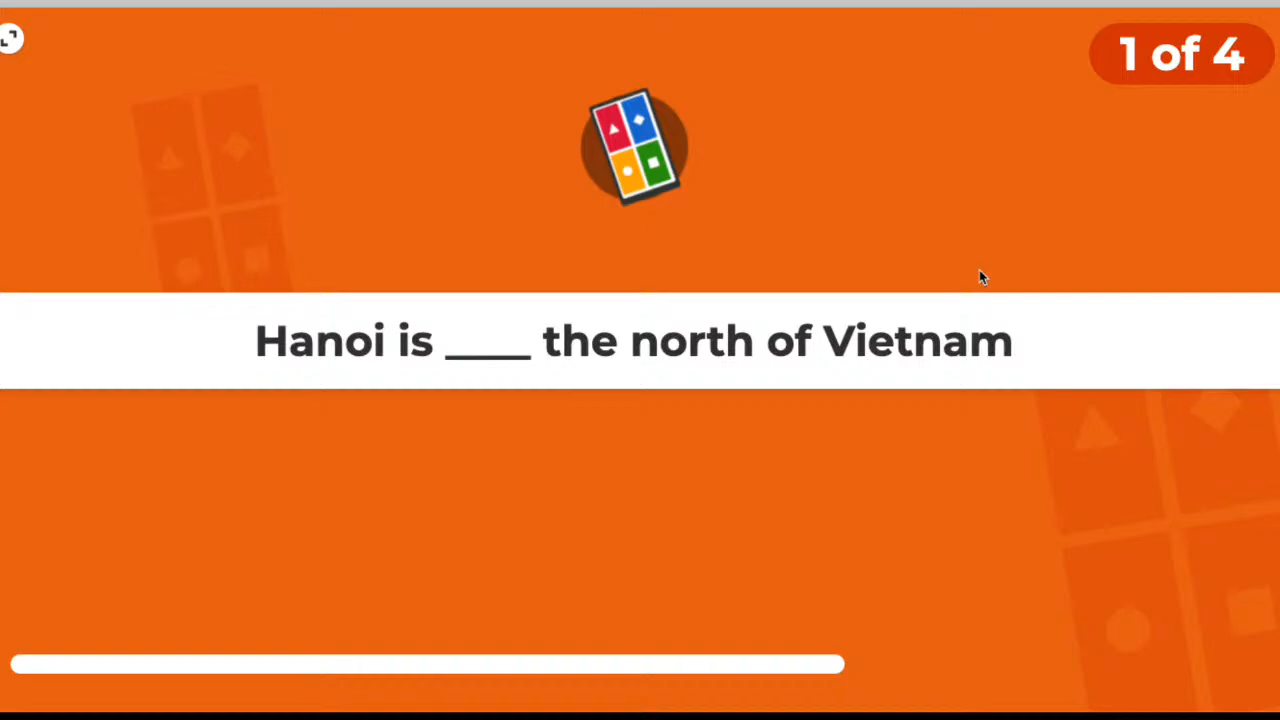 1 of 4
Hanoi is ____ the north of Vietnam